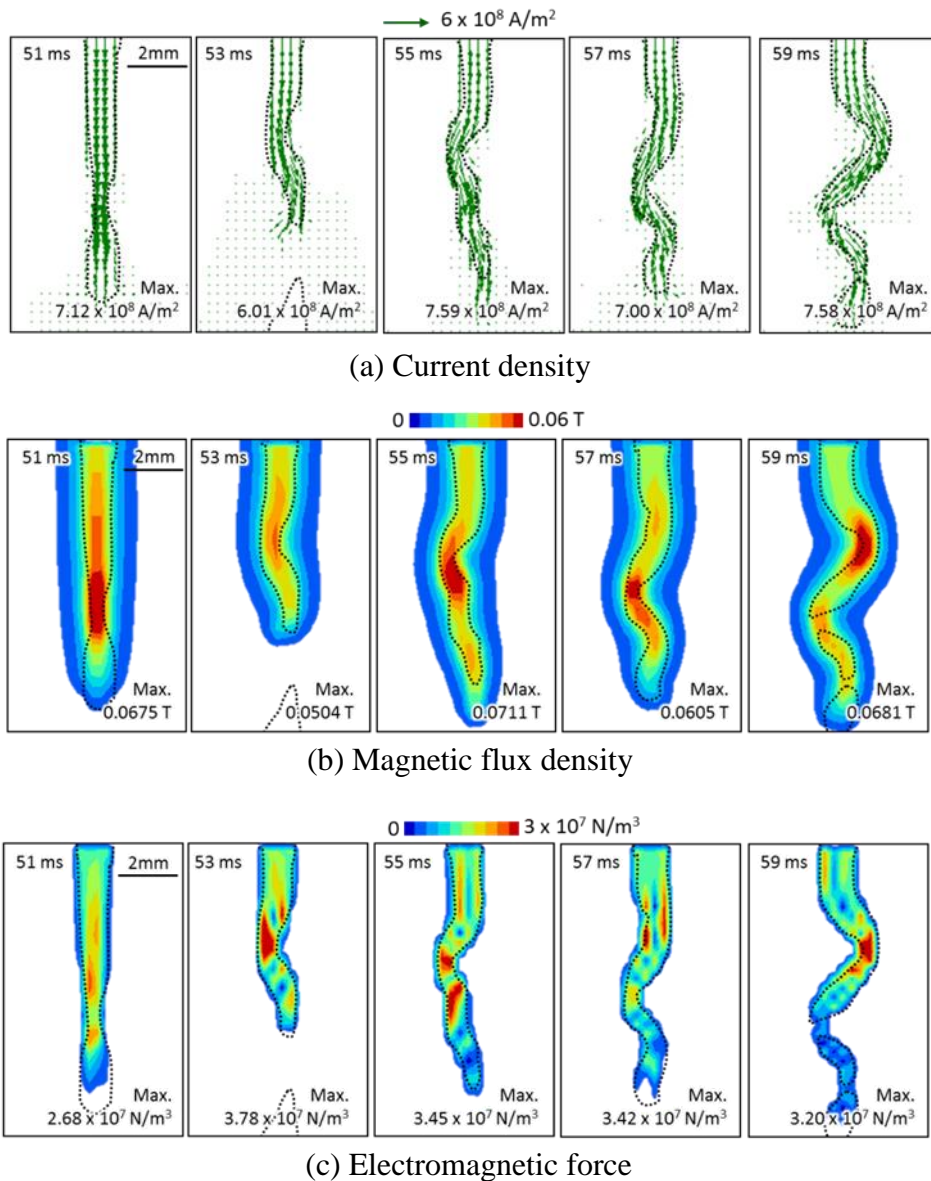 6 x 10⁸ A/m²
51 ms 2mm 53 ms 55 ms 57 ms 59 ms
Max. Max. Max. Max. Max.
7.12 x 10⁸ A/m² 6.01 x 10⁸ A/m² 7.59 x 10⁸ A/m² 7.00 x 10⁸ A/m² 7.58 x 10⁸ A/m²
(a) Current density
0 0.06 T
51 ms 2mm 53 ms 55 ms 57 ms 59 ms
Max. Max. Max. Max. Max.
0.0675 T 0.0504 T 0.0711 T 0.0605 T 0.0681 T
(b) Magnetic flux density
0 3 x 10⁷ N/m³
51 ms 2mm 53 ms 55 ms 57 ms 59 ms
Max. Max. Max. Max. Max.
2.68 x 10⁷ N/m³ 3.78 x 10⁷ N/m³ 3.45 x 10⁷ N/m³ 3.42 x 10⁷ N/m³ 3.20 x 10⁷ N/m³
(c) Electromagnetic force